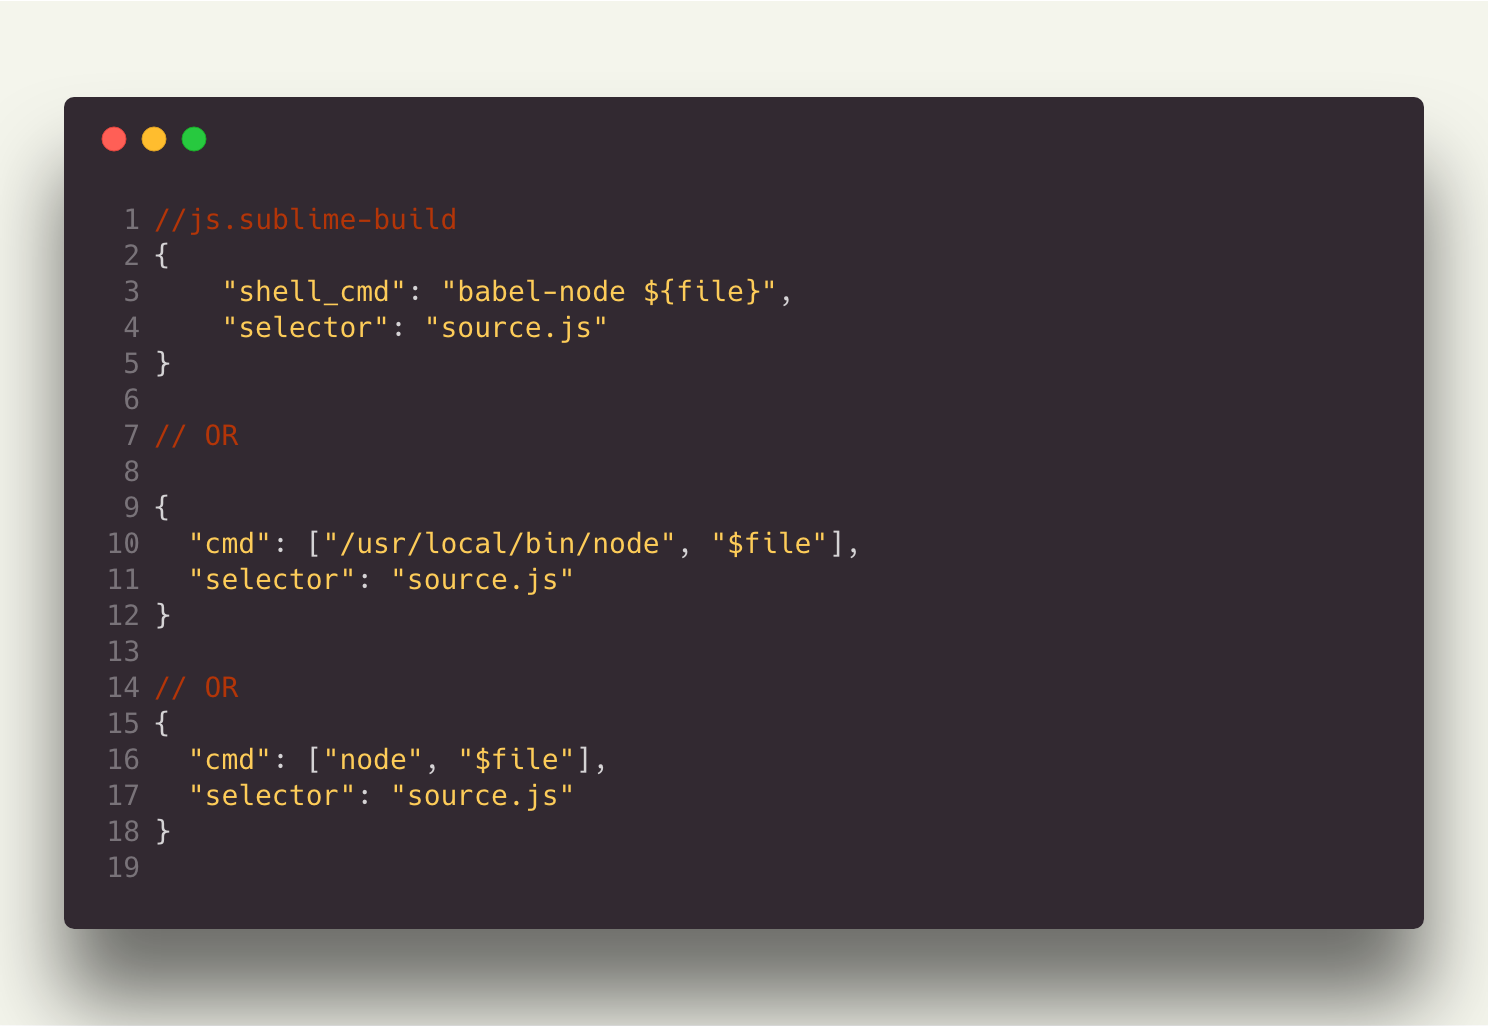 1 //js.sublime-build
2 {
3     "shell_cmd": "babel-node ${file}",
4     "selector": "source.js"
5 }
6
7 // OR
8
9 {
10   "cmd": ["/usr/local/bin/node", "$file"],
11   "selector": "source.js"
12 }
13
14 // OR
15 {
16   "cmd": ["node", "$file"],
17   "selector": "source.js"
18 }
19